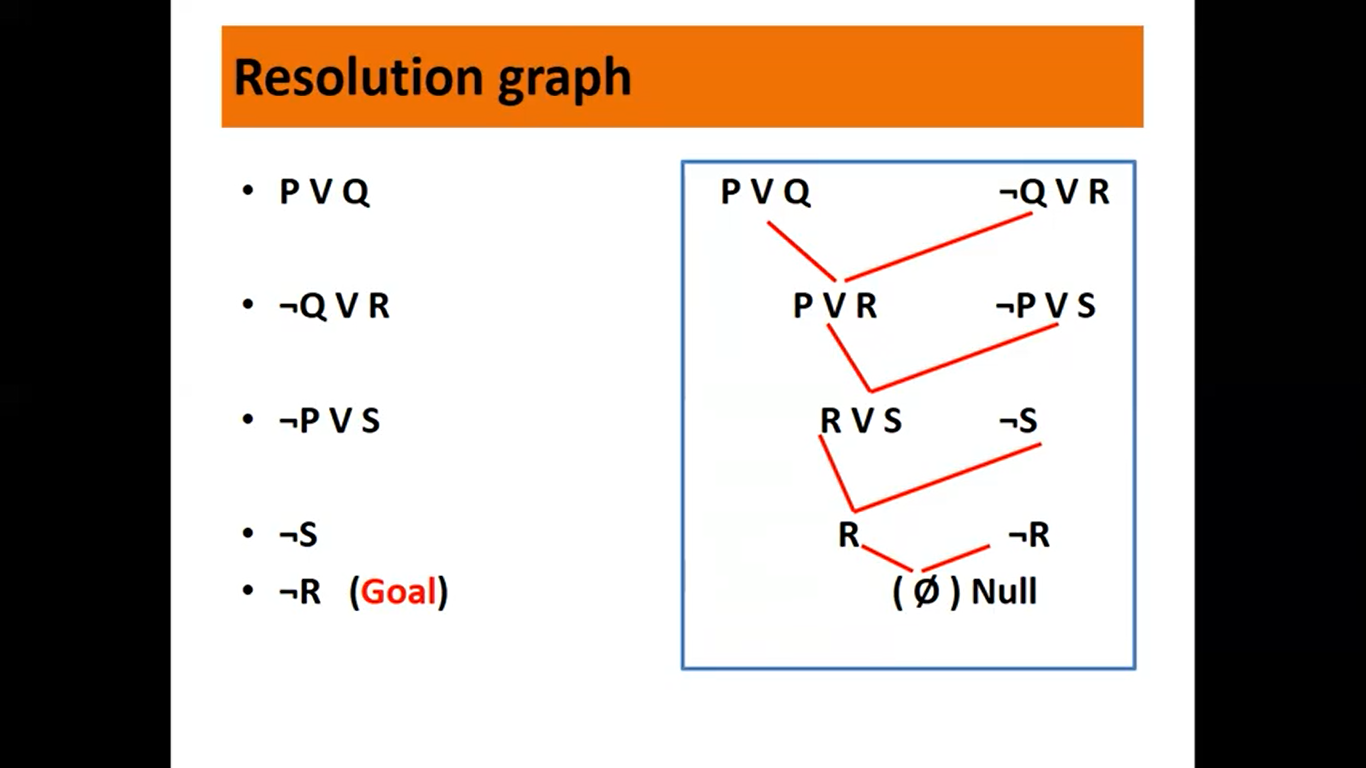 Resolution graph
• P V Q
• ¬Q V R
• ¬P V S
• ¬S
• ¬R (Goal)
P V Q ¬Q V R
P V R ¬P V S
R V S ¬S
R ¬R
( Ø ) Null